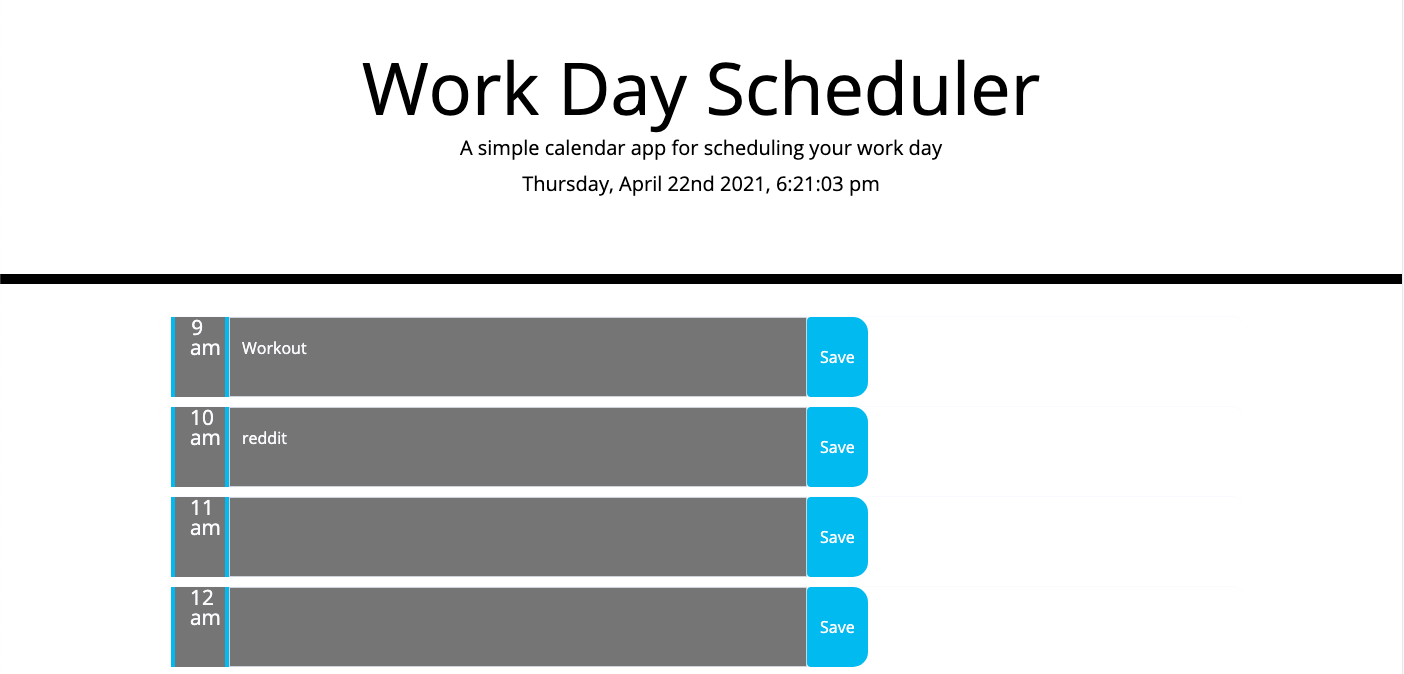 Work Day Scheduler
A simple calendar app for scheduling your work day
Thursday, April 22nd 2021, 6:21:03 pm
9
am
Workout
Save
10
am
reddit
Save
11
am
Save
12
am
Save